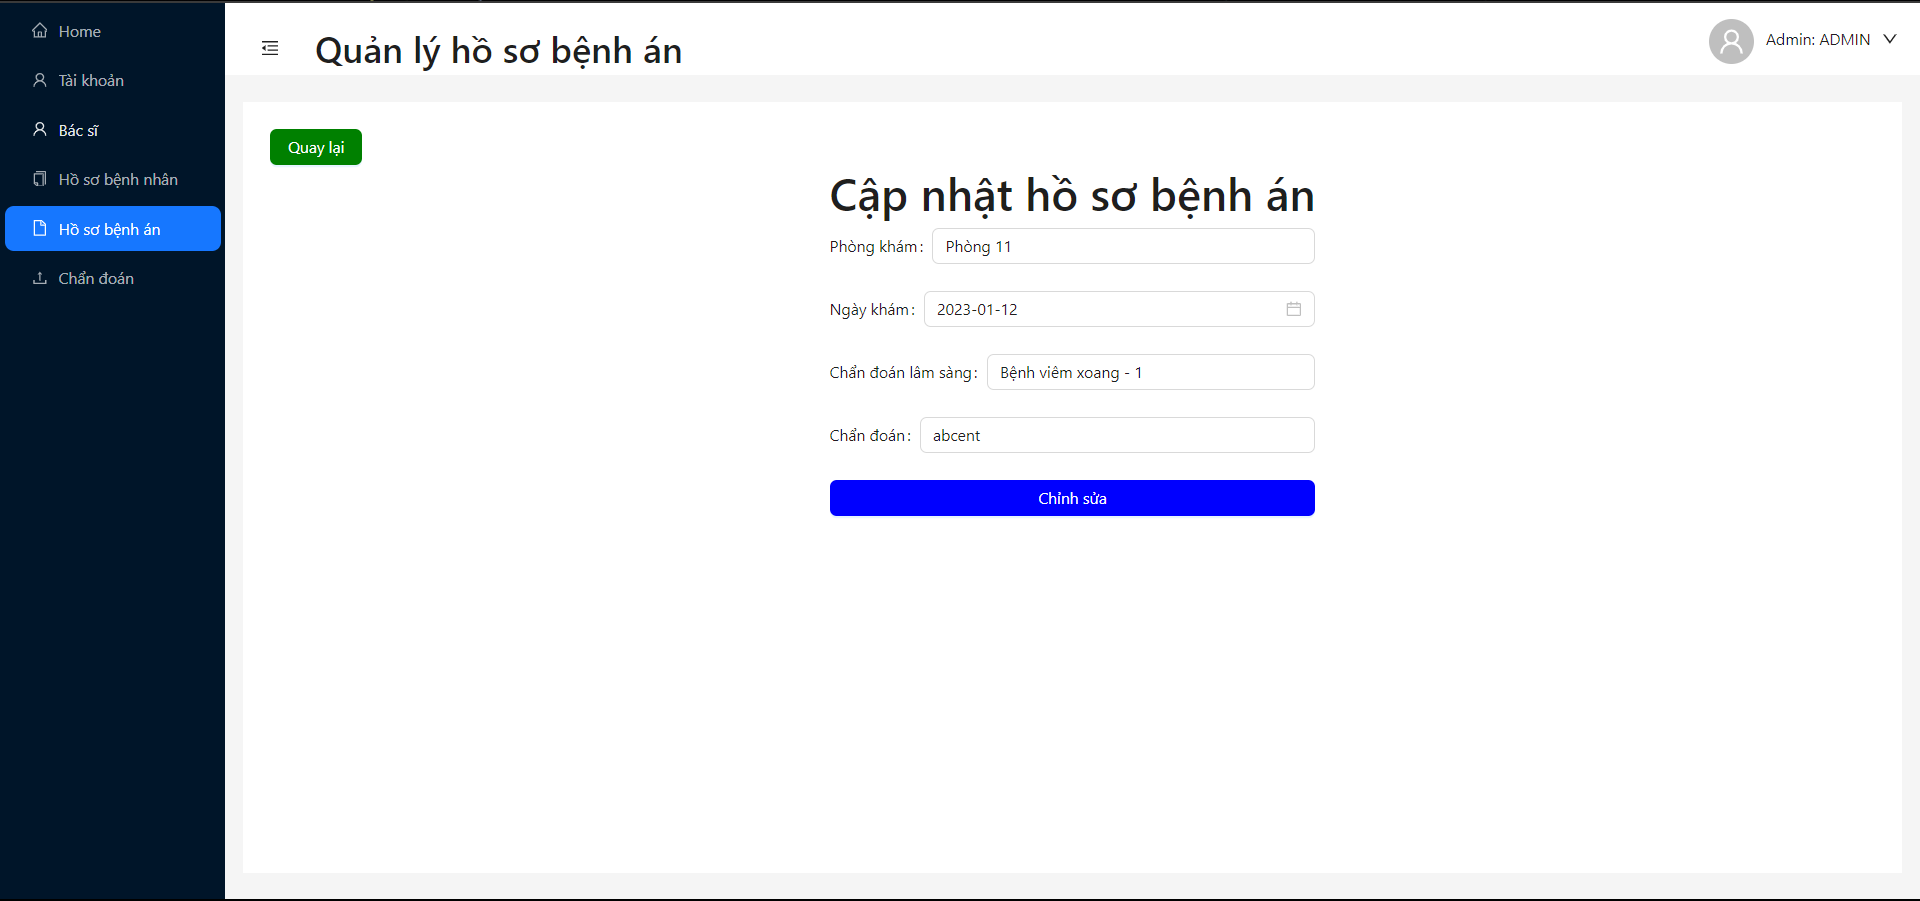 Home
Tài khoản
Bác sĩ
Hồ sơ bệnh nhân
Hồ sơ bệnh án
Chẩn đoán
Quản lý hồ sơ bệnh án
Admin: ADMIN
Quay lại
Cập nhật hồ sơ bệnh án
Phòng khám: Phòng 11
Ngày khám: 2023-01-12
Chẩn đoán lâm sàng: Bệnh viêm xoang - 1
Chẩn đoán: abcent
Chỉnh sửa